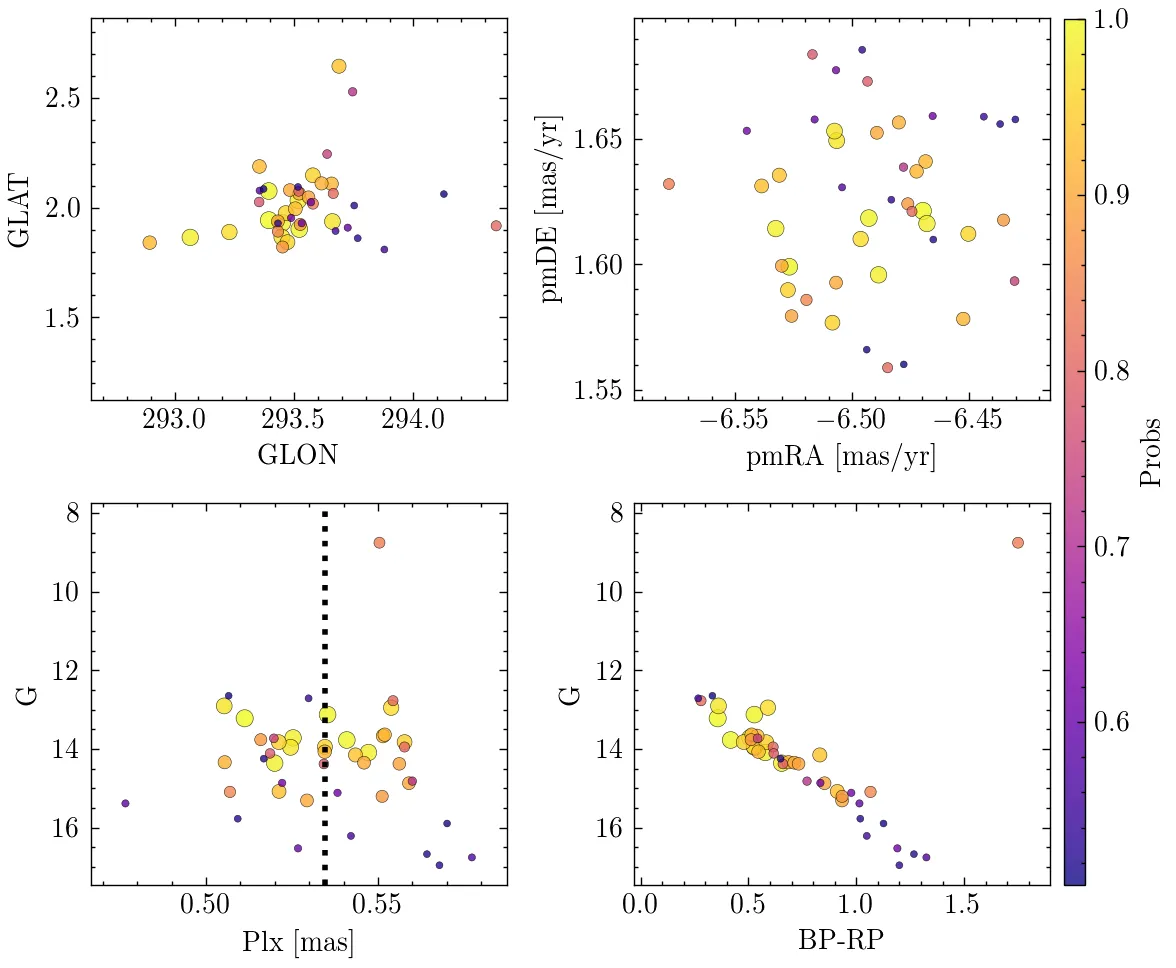 2.5
2.0
1.5
GLAT
293.0 293.5 294.0
GLON
1.65
1.60
1.55
pmDE [mas/yr]
−6.55 −6.50 −6.45
pmRA [mas/yr]
8
10
12
14
16
G
0.50 0.55
Plx [mas]
8
10
12
14
16
G
0.0 0.5 1.0 1.5
BP-RP
1.0
0.9
0.8
0.7
0.6
Probs